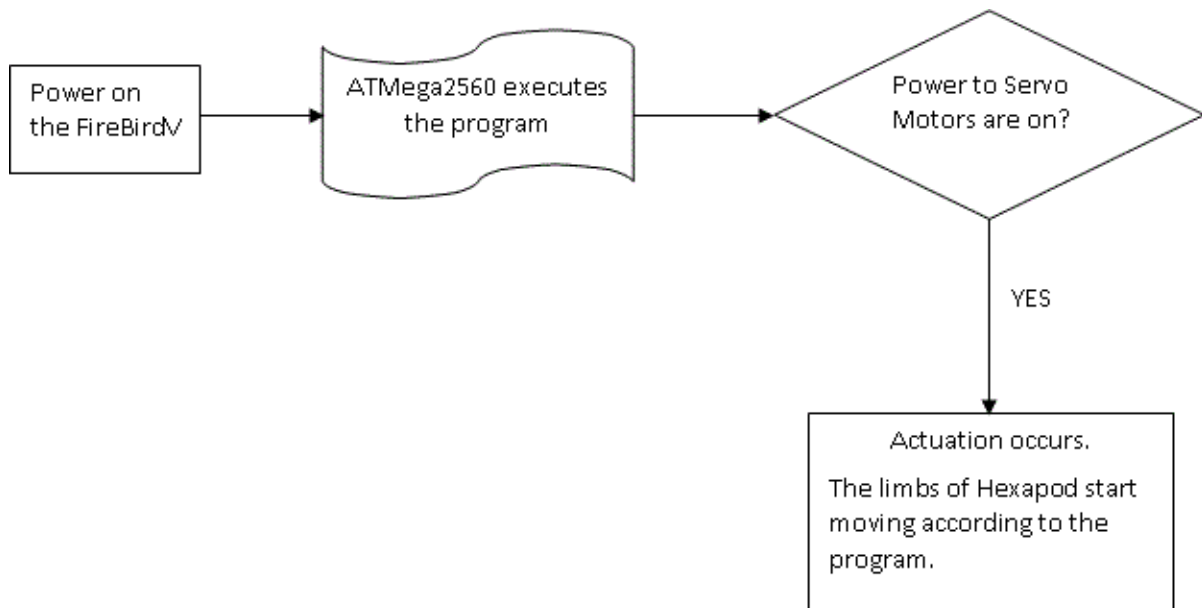 Power on
the FireBirdV
ATMega2560 executes
the program
Power to Servo
Motors are on?
YES
Actuation occurs.
The limbs of Hexapod start
moving according to the
program.